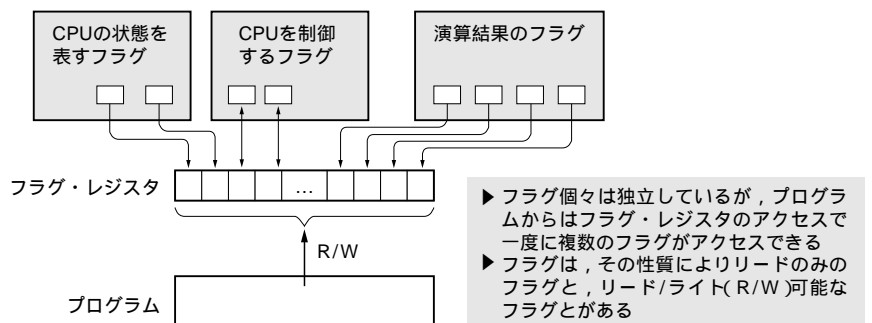 CPUの状態を
表すフラグ
CPUを制御
するフラグ
演算結果のフラグ
フラグ・レジスタ
...
R/W
プログラム
▶ フラグ個々は独立しているが，プログラ
ムからはフラグ・レジスタのアクセスで
一度に複数のフラグがアクセスできる
▶ フラグは，その性質によりリードのみの
フラグと，リード/ライト(R/W)可能な
フラグとがある